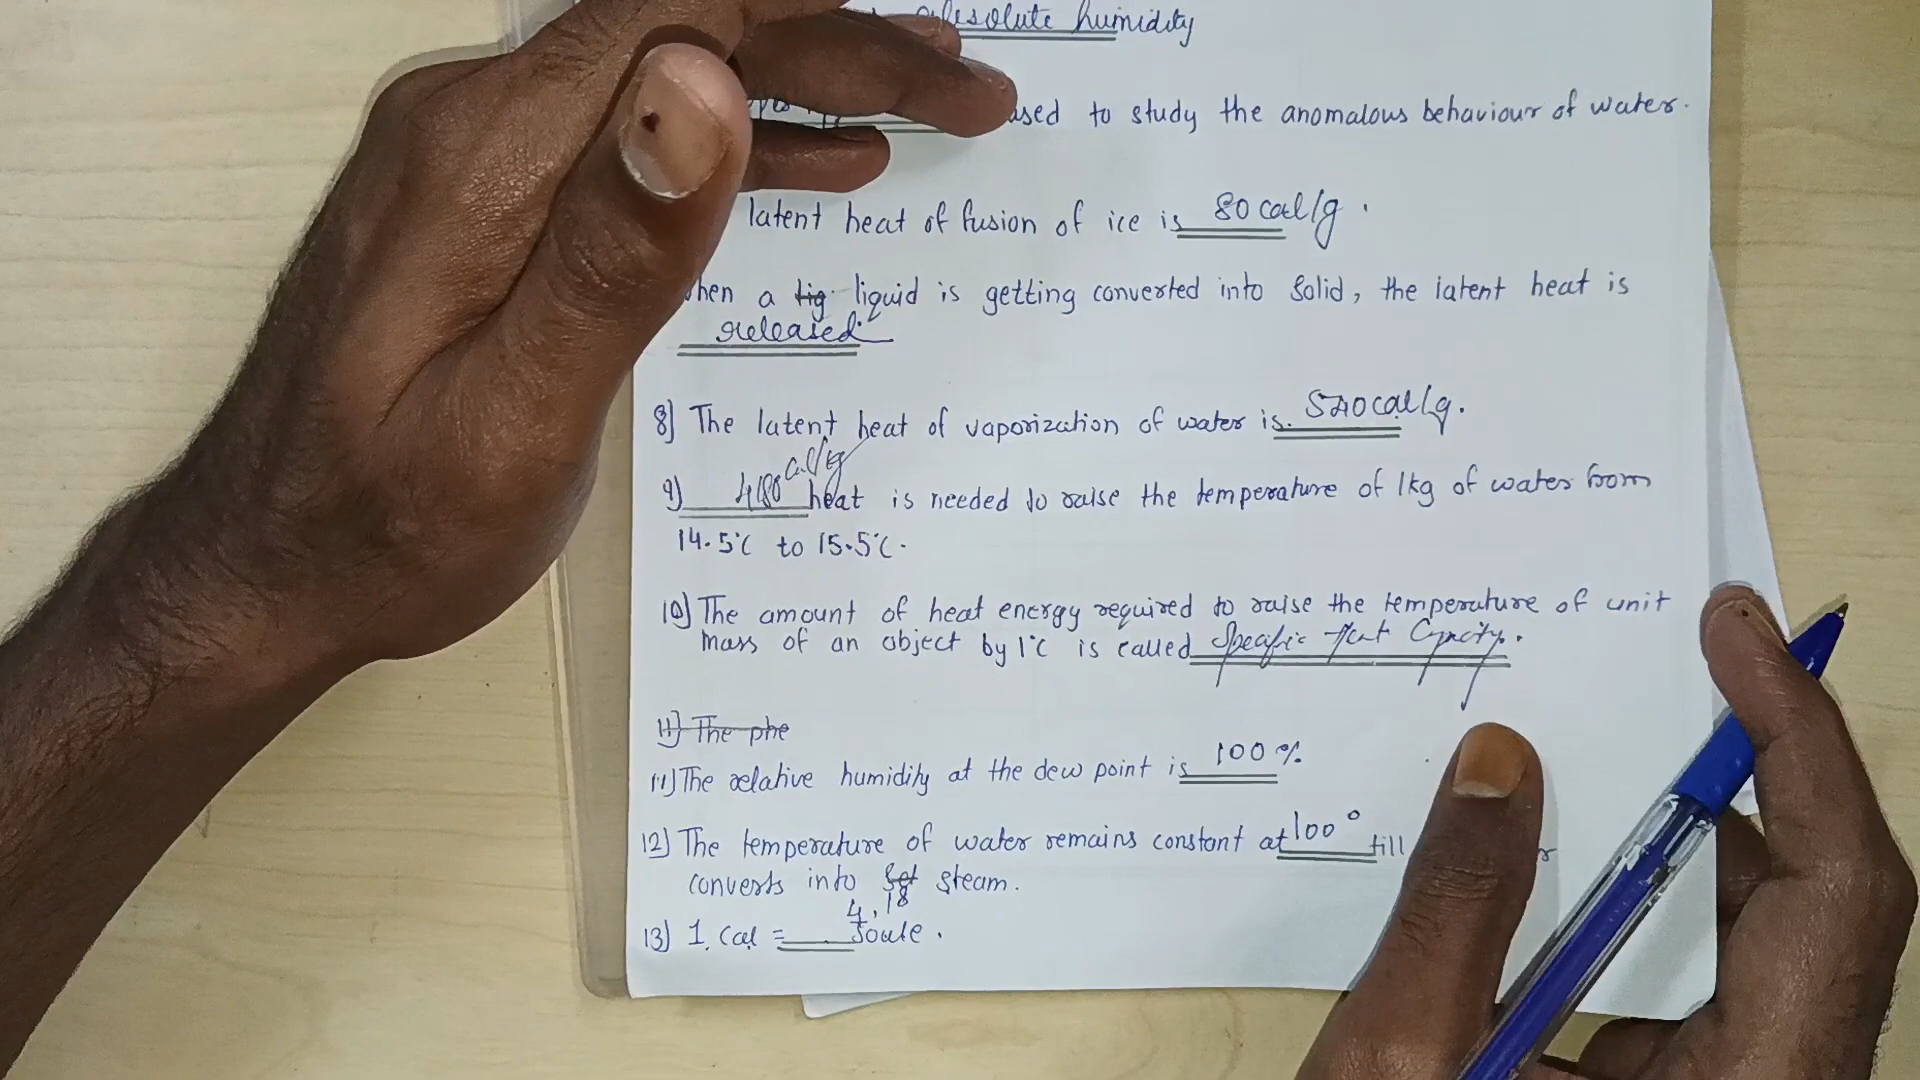 absolute humidity
used to study the anomalous behaviour of water.
latent heat of fusion of ice is 80 cal/g.
when a lig liquid is getting converted into solid, the latent heat is
released.
8) The latent heat of vaporization of water is 540 cal/g.
9) 4180 cal/kg heat is needed to raise the temperature of 1kg of water from
14.5°C to 15.5°C.
10) The amount of heat energy required to raise the temperature of unit
mass of an object by 1°C is called Specific Heat Capacity.
11) The phe
11) The relative humidity at the dew point is 100 %
12) The temperature of water remains constant at 100° till
converts into steam.
13) 1 cal = 4.18 Joule.